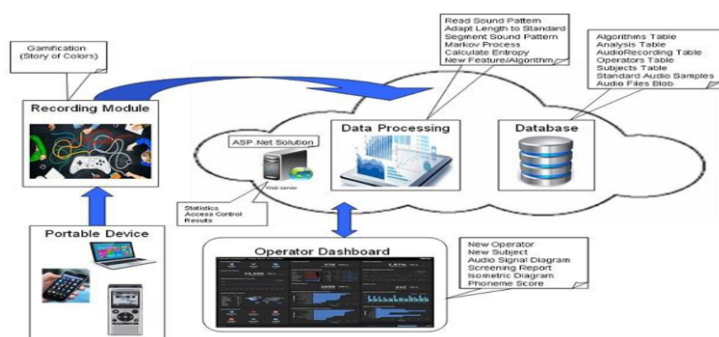 Gamification
(Story of Colors)
Recording Module
Portable Device
Read Sound Pattern
Adapt Length to Standard
Segment Sound Pattern
Markov Process
Calculate Entropy
New Feature/Algorithm
Algorithms Table
Analysis Table
AudioRecording Table
Operators Table
Subjects Table
Standard Audio Samples
Audio Files Blob
ASP.Net Solution
Web server
Data Processing
Database
Statistics
Access Control
Results
Operator Dashboard
New Operator
New Subject
Audio Signal Diagram
Screening Report
Isometric Diagram
Phoneme Score